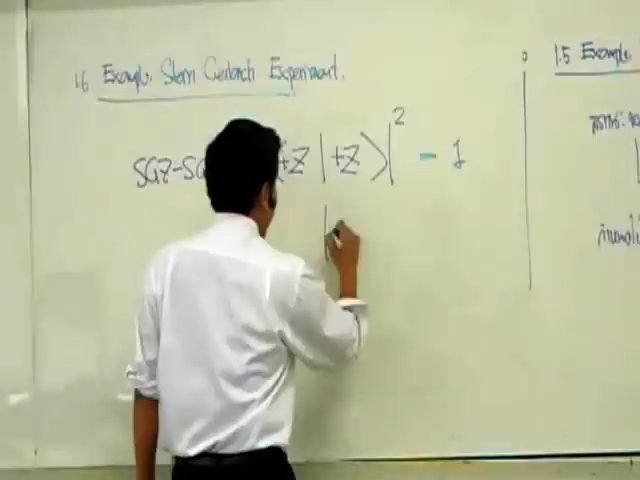 1.6 Example. Stern Gerlach Experiment.
1.5 Example
SGZ-SG +z | +z >|² - 1
|